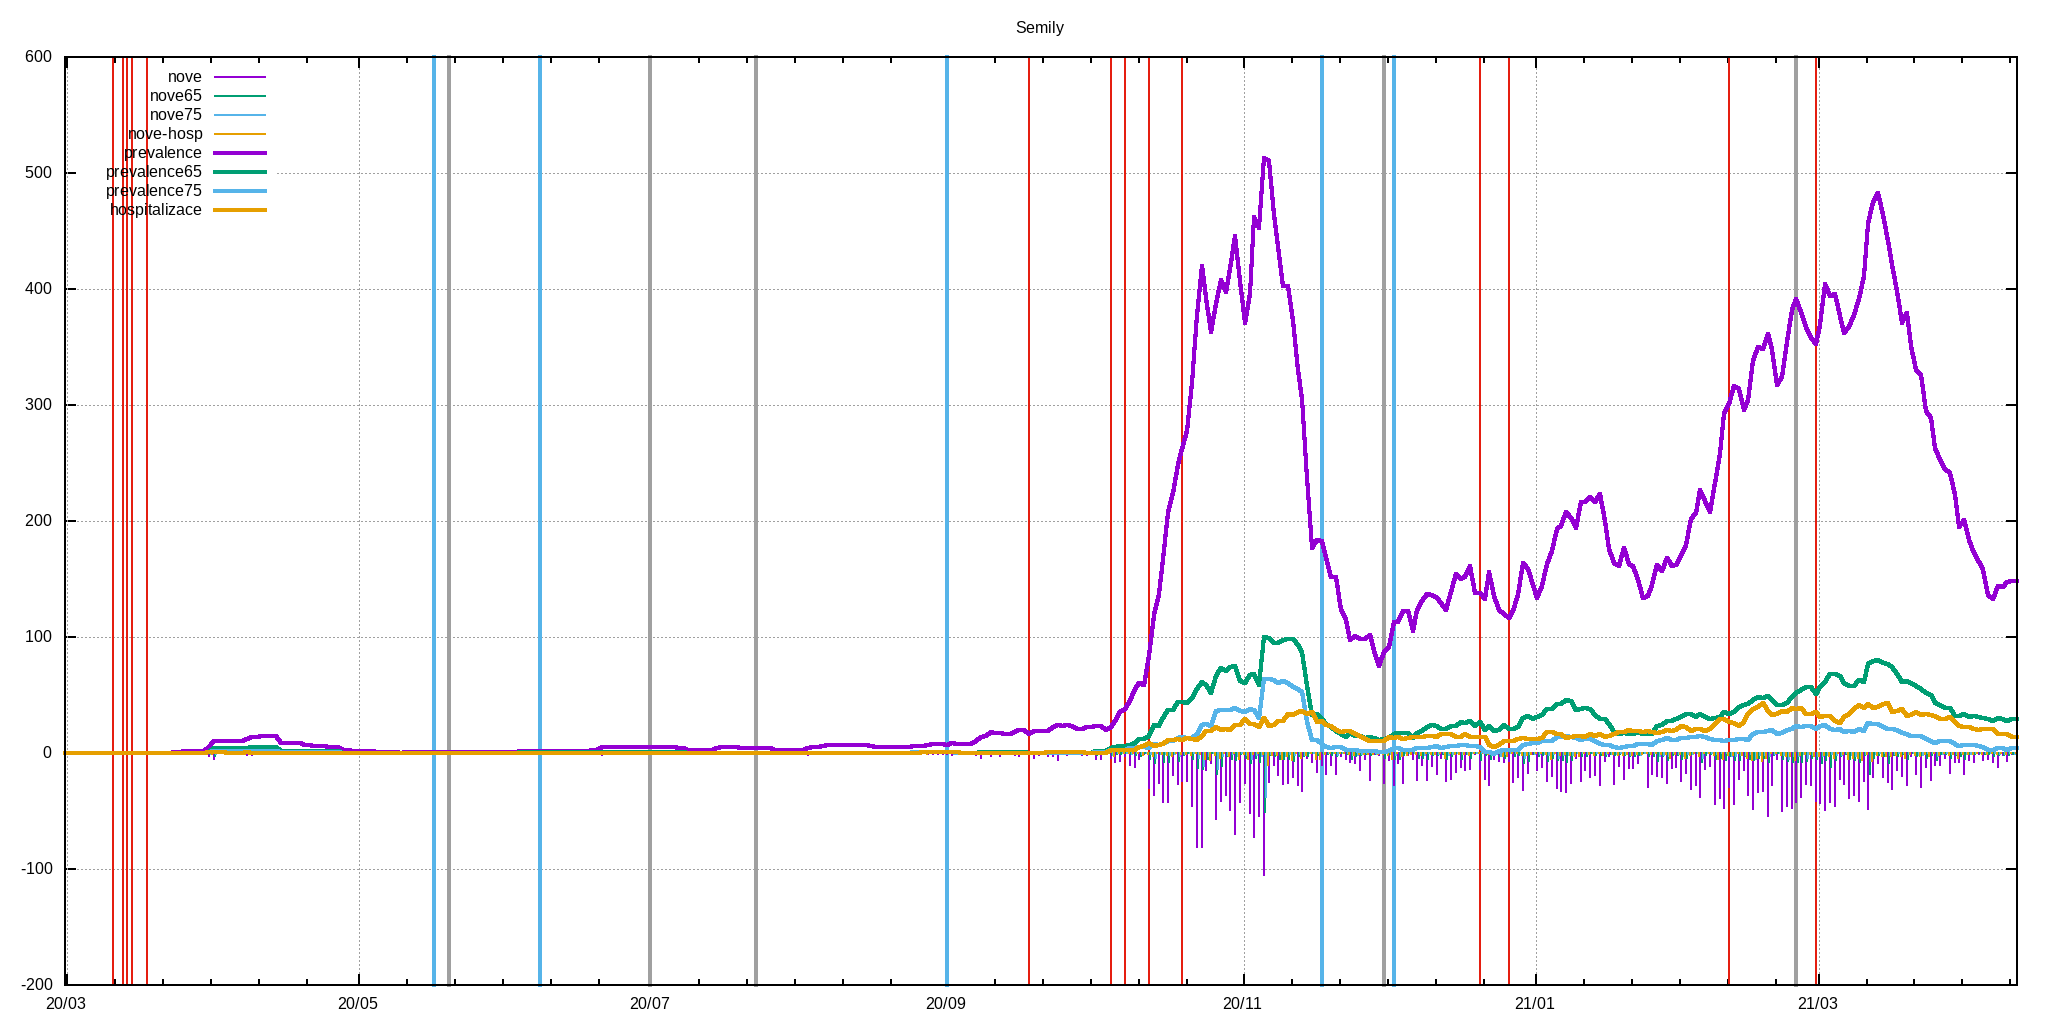 Semily
600
nove
nove65
nove75
nove-hosp
prevalence
prevalence65
prevalence75
hospitalizace
500
400
300
200
100
0
-100
-200
20/03 20/05 20/07 20/09 20/11 21/01 21/03